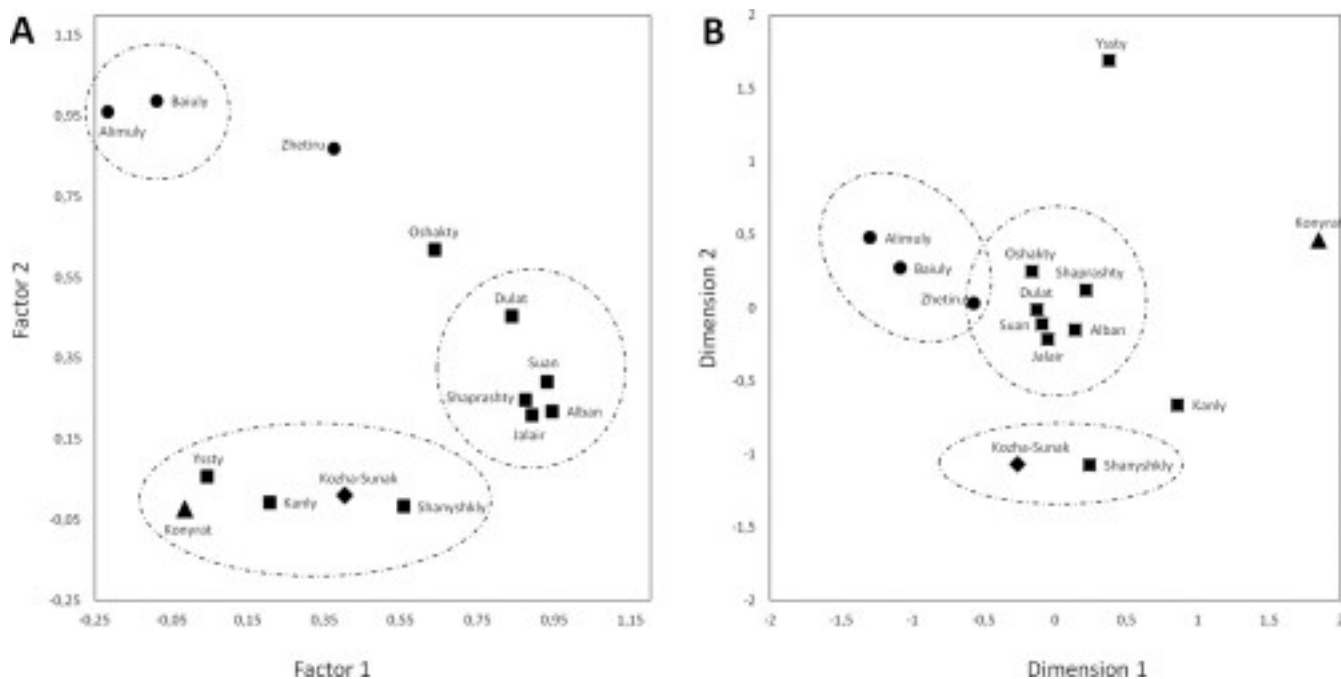 A
1,15
0,95
0,75
0,55
0,35
0,15
-0,05
-0,25
-0,25
-0,05
0,15
0,35
0,55
0,75
0,95
1,15
Factor 2
Factor 1
Baiuly
Alimuly
Zhetiru
Oshakty
Dulat
Suan
Shaprashty
Alban
Jalair
Yssty
Kozha-Sunak
Kanly
Shanyshkly
Konyrat
B
2
1,5
1
0,5
0
-0,5
-1
-1,5
-2
-2
-1,5
-1
-0,5
0
0,5
1
1,5
2
Dimension 2
Dimension 1
Yssty
Konyrat
Alimuly
Baiuly
Oshakty
Shaprashty
Zhetiru
Dulat
Suan
Alban
Jalair
Kanly
Kozha-Sunak
Shanyshkly